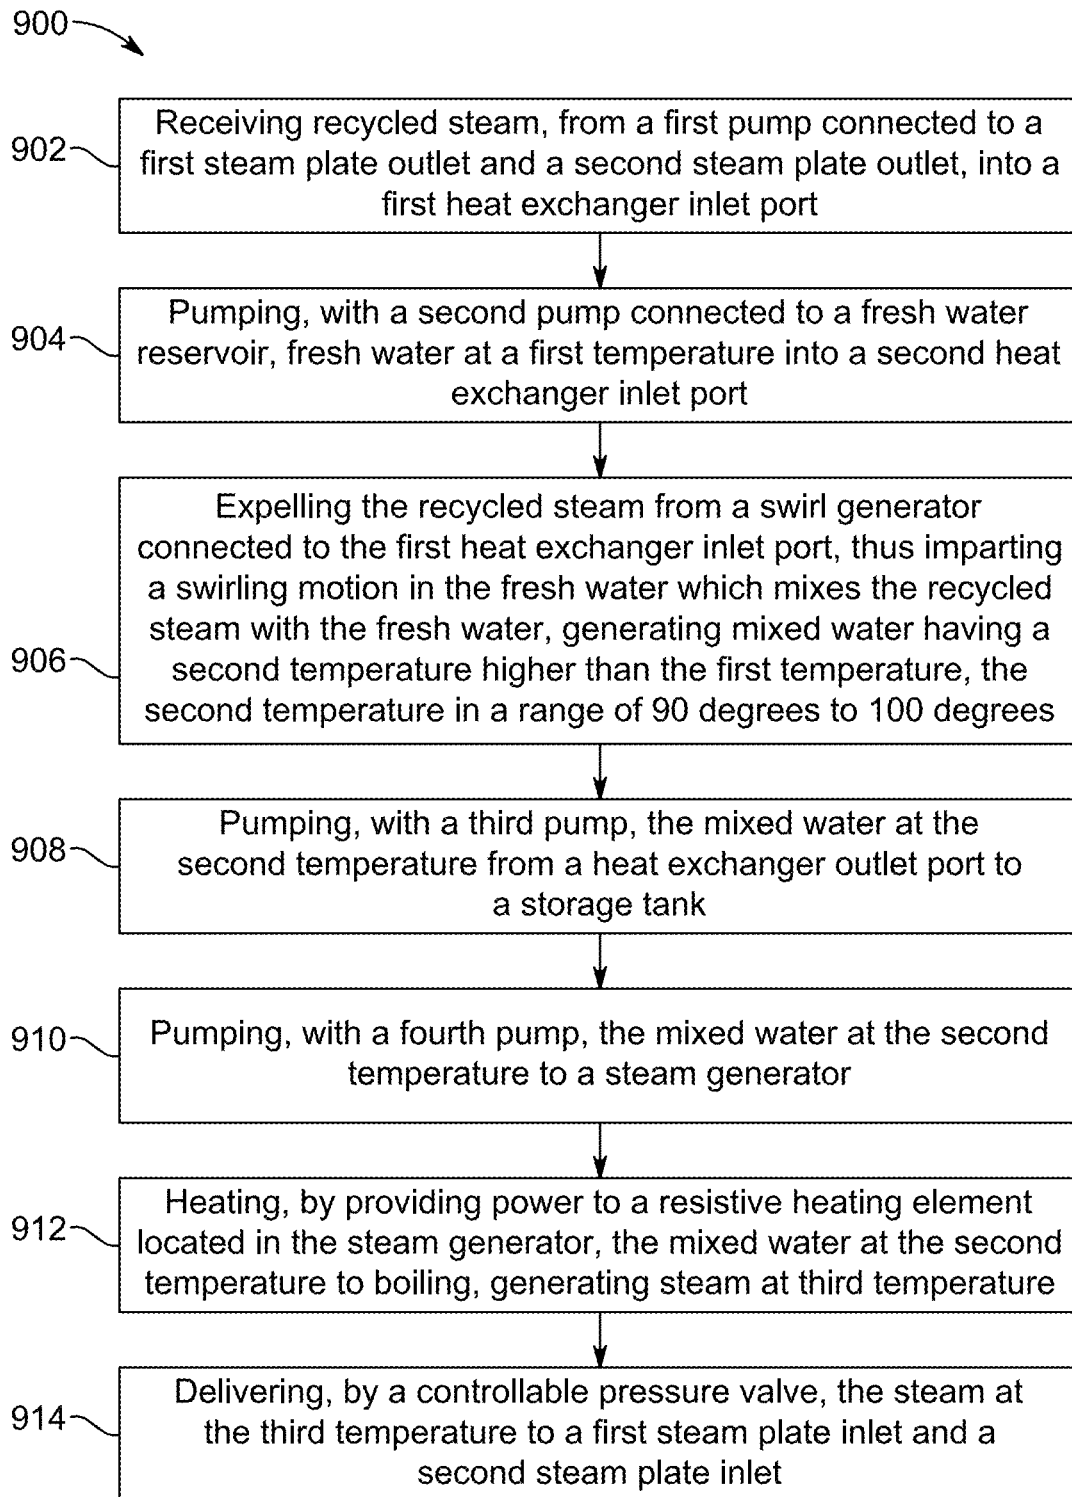 900
902
Receiving recycled steam, from a first pump connected to a
first steam plate outlet and a second steam plate outlet, into a
first heat exchanger inlet port
904
Pumping, with a second pump connected to a fresh water
reservoir, fresh water at a first temperature into a second heat
exchanger inlet port
906
Expelling the recycled steam from a swirl generator
connected to the first heat exchanger inlet port, thus imparting
a swirling motion in the fresh water which mixes the recycled
steam with the fresh water, generating mixed water having a
second temperature higher than the first temperature, the
second temperature in a range of 90 degrees to 100 degrees
908
Pumping, with a third pump, the mixed water at the
second temperature from a heat exchanger outlet port to
a storage tank
910
Pumping, with a fourth pump, the mixed water at the second
temperature to a steam generator
912
Heating, by providing power to a resistive heating element
located in the steam generator, the mixed water at the second
temperature to boiling, generating steam at third temperature
914
Delivering, by a controllable pressure valve, the steam at
the third temperature to a first steam plate inlet and a
second steam plate inlet